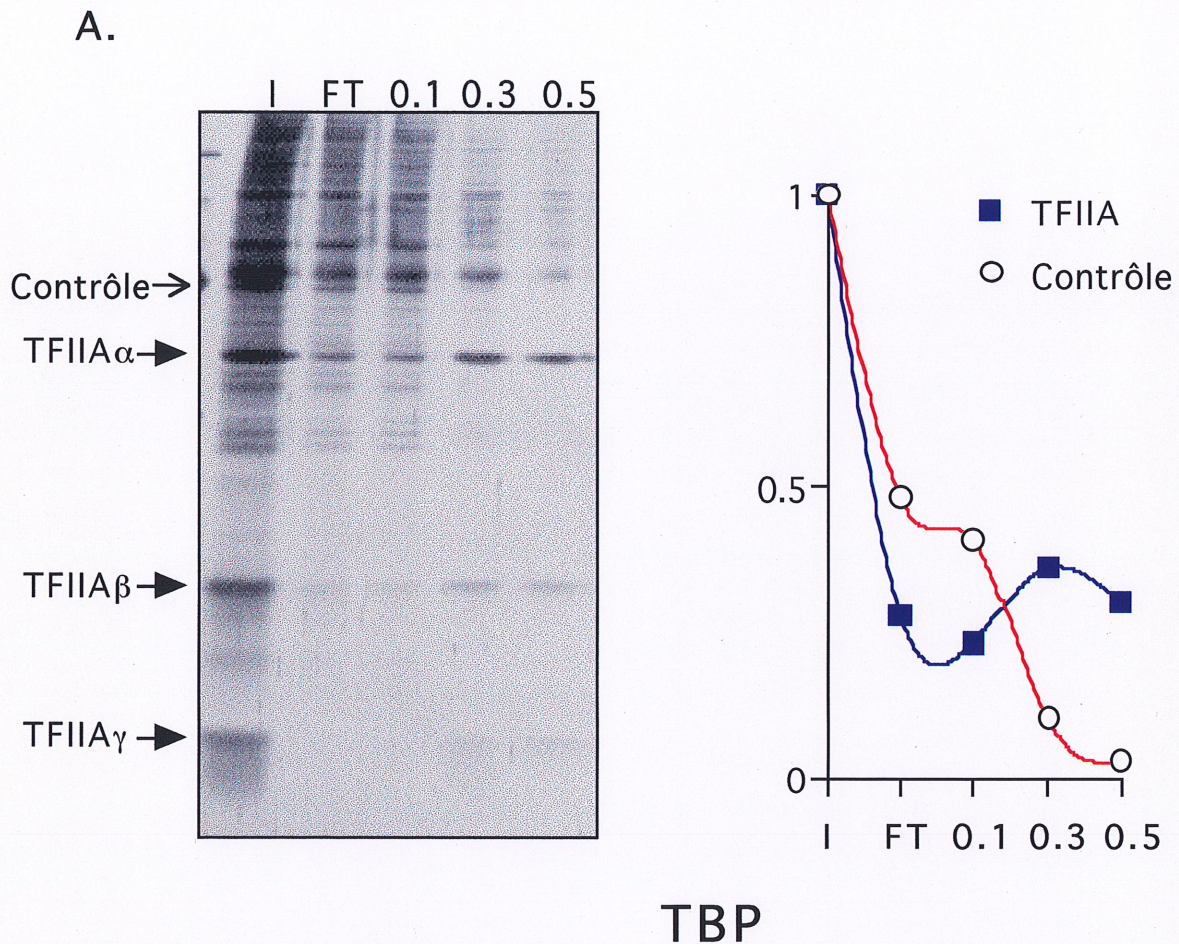 A.
I FT 0.1 0.3 0.5
Contrôle
TFIIAα
TFIIAβ
TFIIAγ
1
0.5
0
TFIIA
Contrôle
I FT 0.1 0.3 0.5
TBP